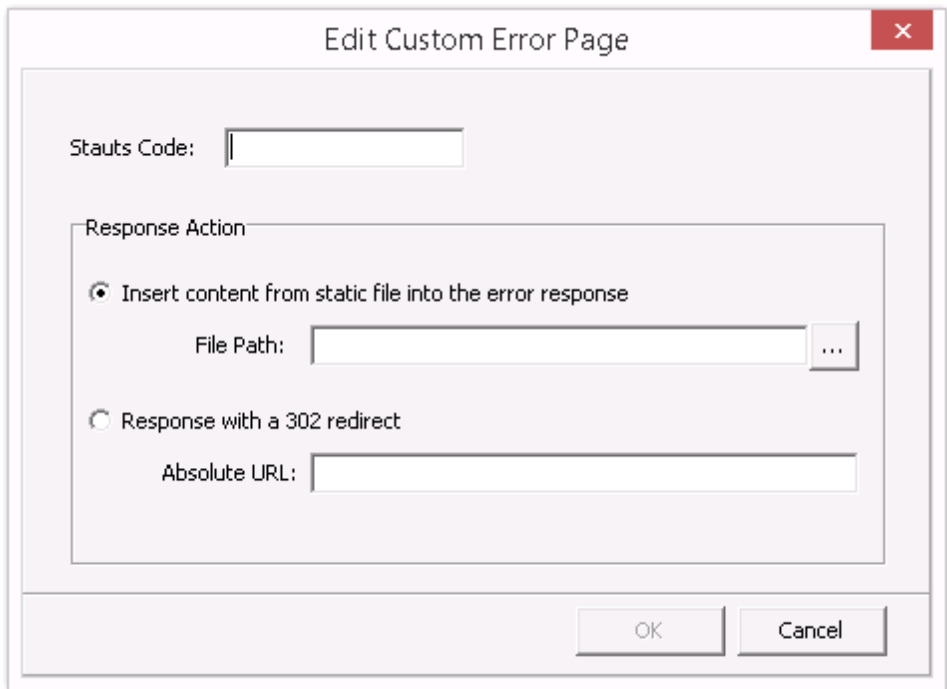 Edit Custom Error Page
Stauts Code:
Response Action
Insert content from static file into the error response
File Path:
...
Response with a 302 redirect
Absolute URL:
OK Cancel